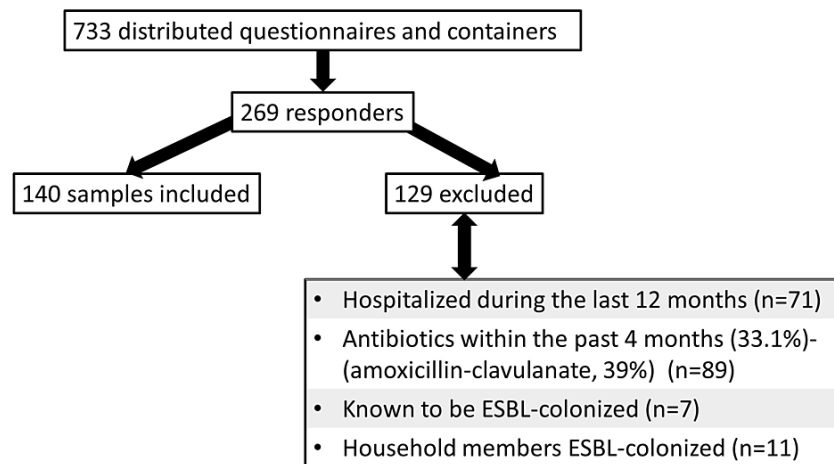 733 distributed questionnaires and containers
269 responders
140 samples included
129 excluded
• Hospitalized during the last 12 months (n=71)
• Antibiotics within the past 4 months (33.1%)-
(amoxicillin-clavulanate, 39%) (n=89)
• Known to be ESBL-colonized (n=7)
• Household members ESBL-colonized (n=11)